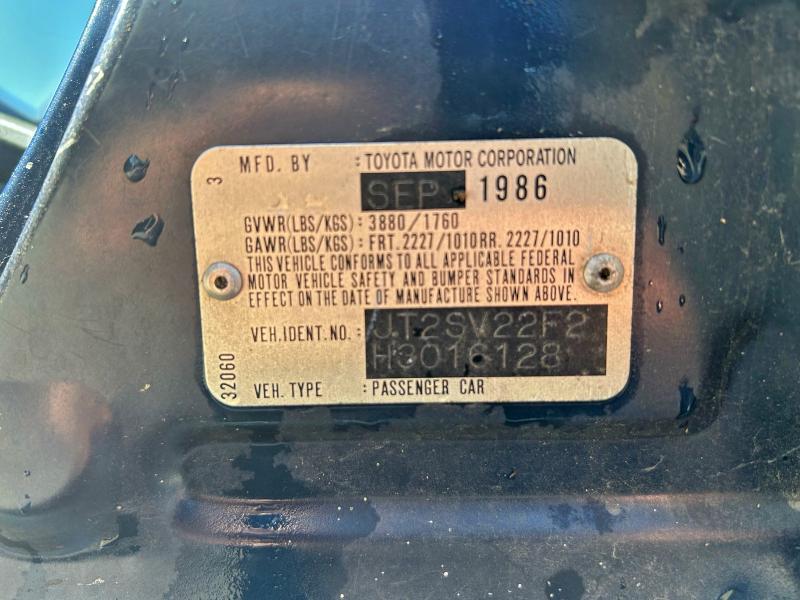 3
MFD. BY : TOYOTA MOTOR CORPORATION
SEP 1986
GVWR(LBS/KGS) : 3880/1760
GAWR(LBS/KGS) : FRT. 2227/1010RR. 2227/1010
THIS VEHICLE CONFORMS TO ALL APPLICABLE FEDERAL
MOTOR VEHICLE SAFETY AND BUMPER STANDARDS IN
EFFECT ON THE DATE OF MANUFACTURE SHOWN ABOVE.
VEH.IDENT.NO. : JT2SV22F2
H3016128
VEH. TYPE : PASSENGER CAR
32060